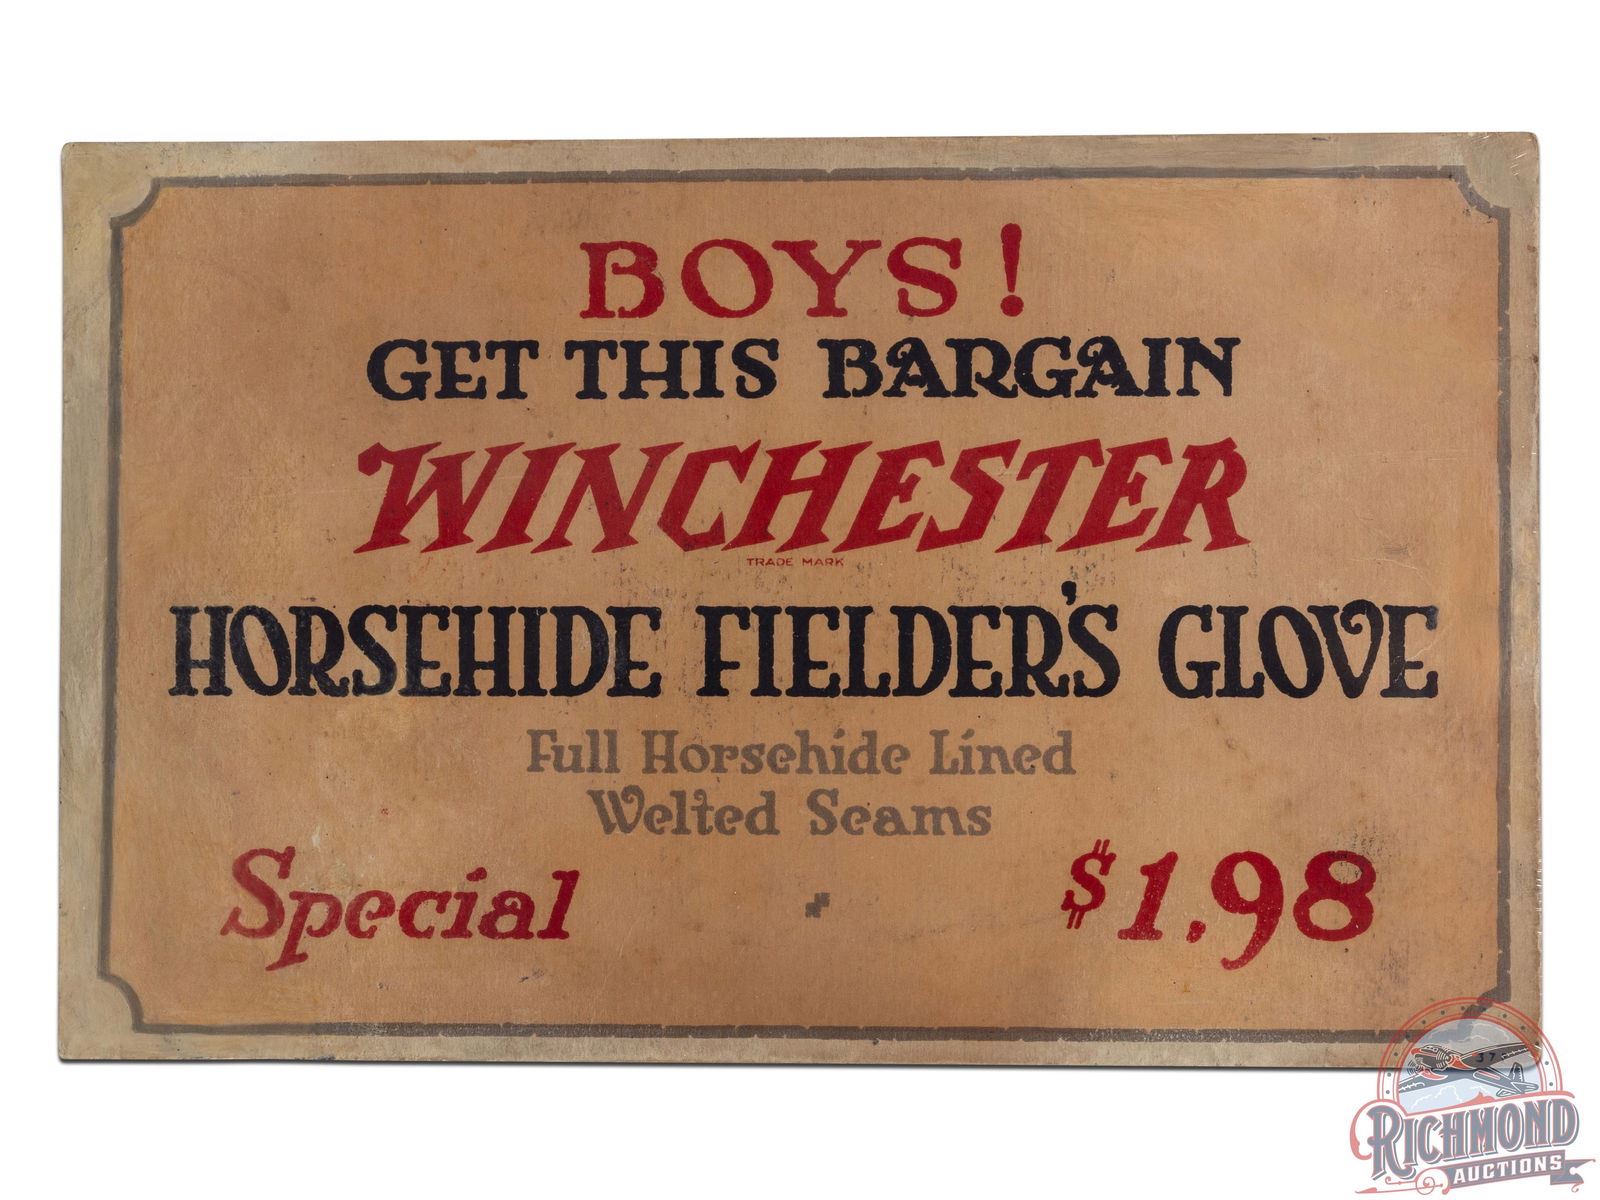 BOYS!
GET THIS BARGAIN
WINCHESTER
TRADE MARK
HORSEHIDE FIELDER'S GLOVE
Full Horsehide Lined
Welted Seams
Special $1.98
37
RICHMOND
AUCTIONS